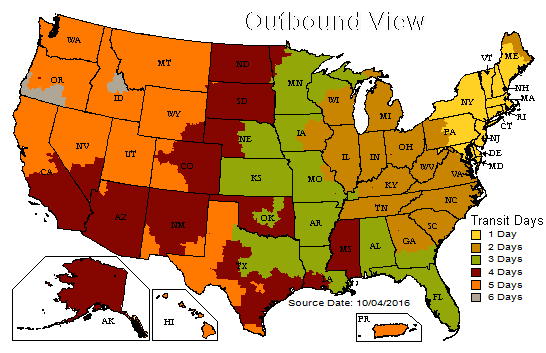 Outbound View
WA
MT
ND
MN
VT
ME
OR
ID
SD
WI
MI
NY
NH
MA
RI
CT
WY
NE
IA
PA
NJ
DE
MD
NV
UT
CO
KS
MO
IL
IN
OH
WV
VA
KY
CA
AZ
NM
OK
AR
TN
NC
SC
TX
LA
MS
AL
GA
FL
Transit Days
1 Day
2 Days
3 Days
4 Days
5 Days
6 Days
Source Date: 10/04/2016
AK
HI
PR